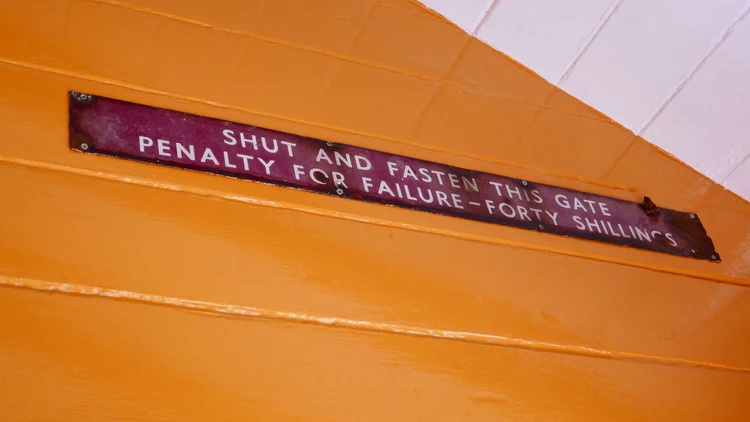 SHUT AND FASTEN THIS GATE
PENALTY FOR FAILURE-FORTY SHILLINGS